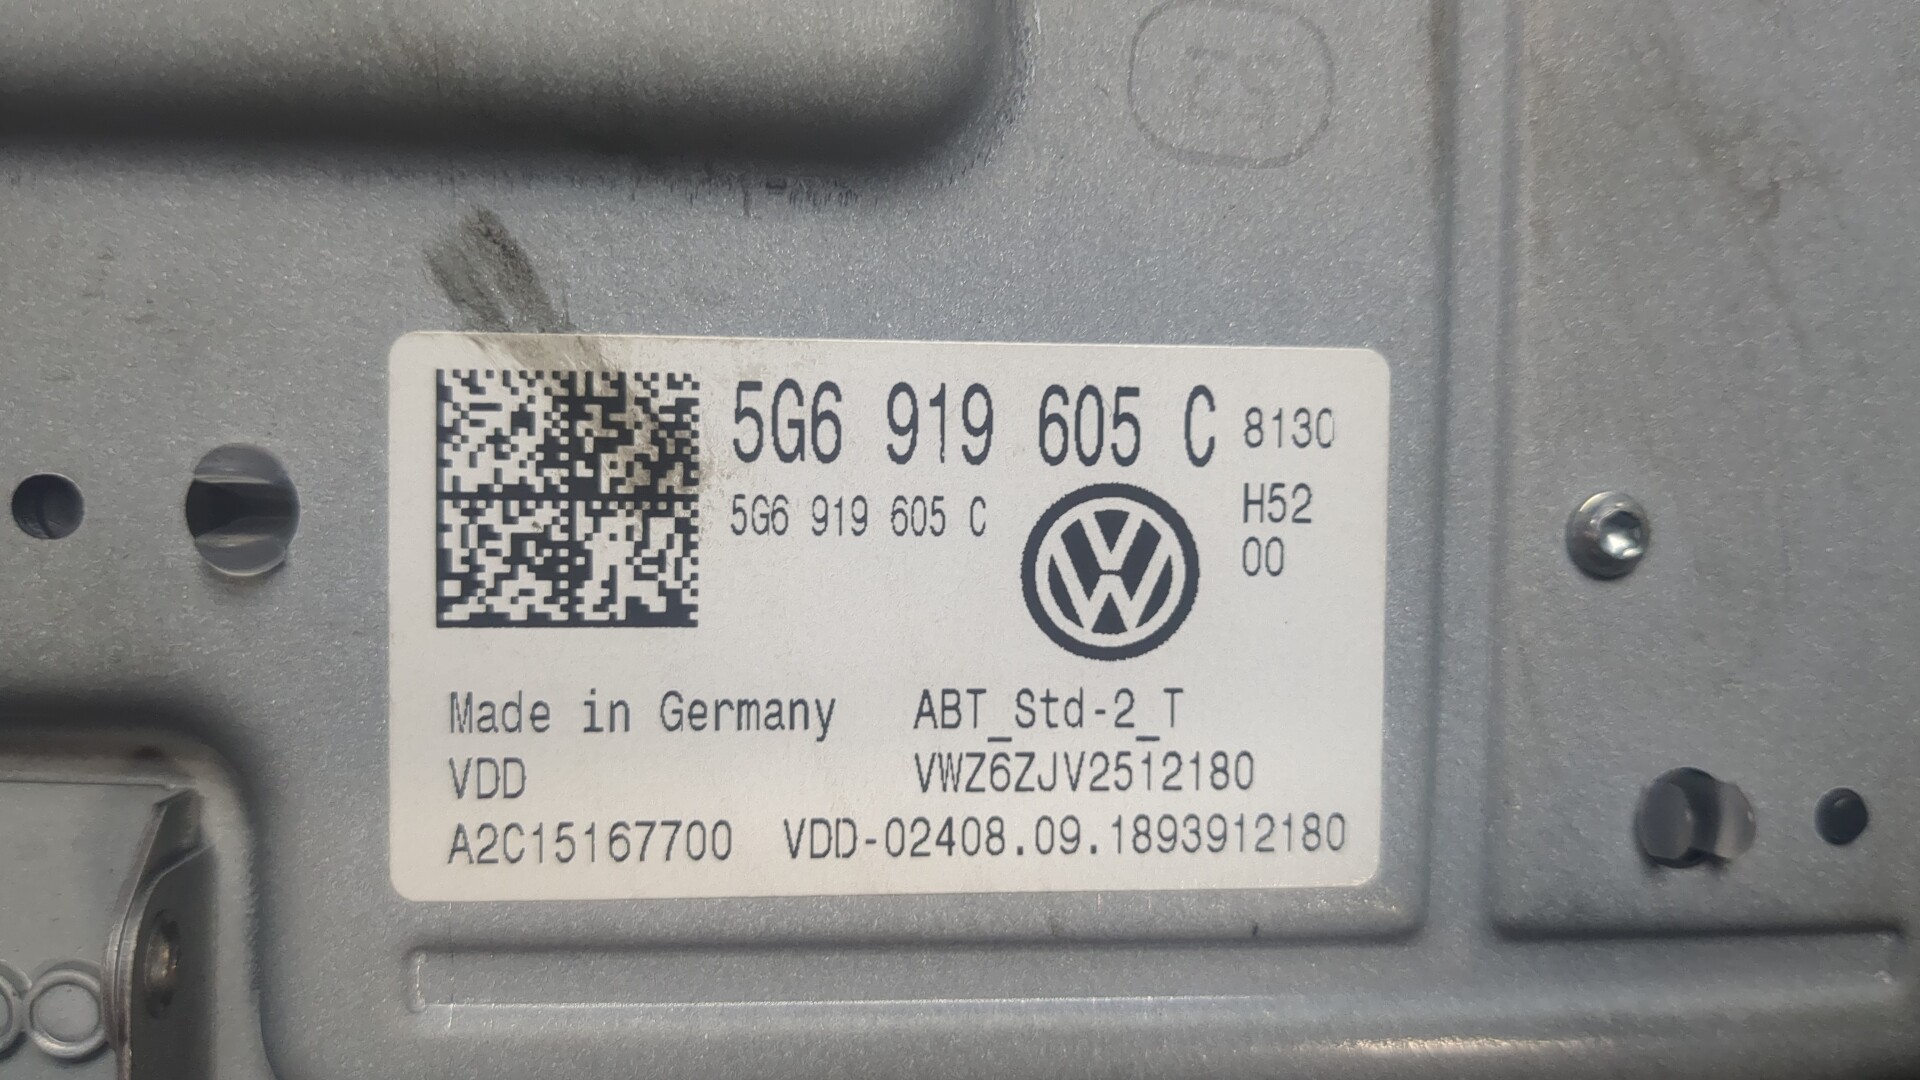 5G6 919 605 C 8130
5G6 919 605 C H52
00
Made in Germany ABT_Std-2_T
VDD VWZ6ZJV2512180
A2C15167700 VDD-02408.09.1893912180